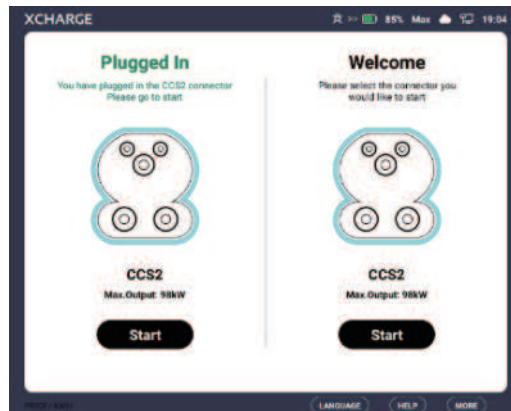 XCHARGE
85% Max 19:04
Plugged In
You have plugged in the CCS2 connector
Please go to start
CCS2
Max.Output: 98kW
Start
Welcome
Please select the connector you
would like to start
CCS2
Max.Output: 98kW
Start
LANGUAGE HELP MORE